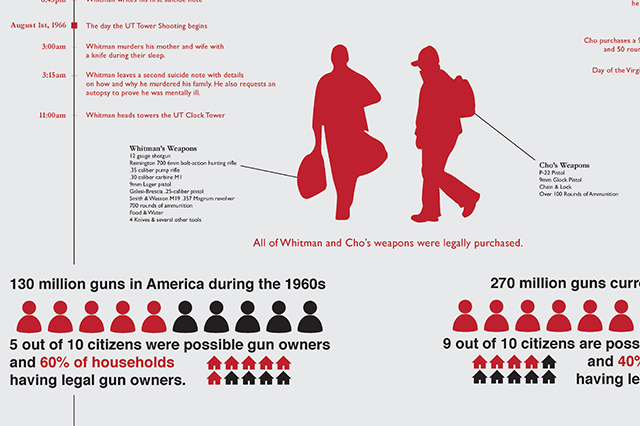 6:45pm Whitman writes his first suicide note
August 1st, 1966 The day the UT Tower Shooting begins
3:00am Whitman murders his mother and wife with
a knife during their sleep.
3:15am Whitman leaves a second suicide note with details
on how and why he murdered his family. He also requests an
autopsy to prove he was mentally ill.
11:00am Whitman heads towers the UT Clock Tower
he
Cho purchases a 9
and 50 roun
Day of the Virgi
Whitman's Weapons
12 gauge shotgun
Remington 700 6mm bolt-action hunting rifle
.35 caliber pump rifle
.30 caliber carbine M1
9mm Luger pistol
Galesi-Brescia .25-caliber pistol
Smith & Wesson M19 .357 Magnum revolver
700 rounds of ammunition
Food & Water
4 Knives & several other tools
Cho's Weapons
P-22 Pistol
9mm Glock Pistol
Chain & Lock
Over 100 Rounds of Ammunition
All of Whitman and Cho's weapons were legally purchased.
130 million guns in America during the 1960s
5 out of 10 citizens were possible gun owners
and 60% of households
having legal gun owners.
270 million guns curre
9 out of 10 citizens are poss
and 40%
having le